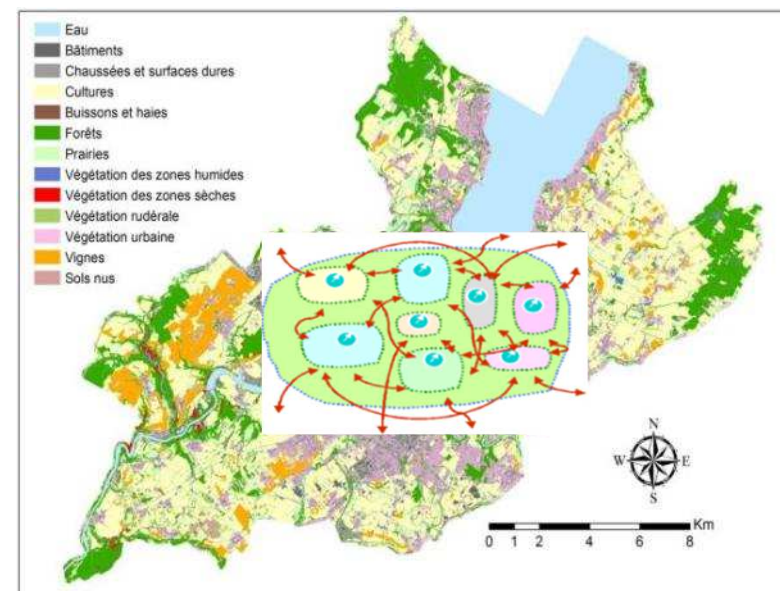 Eau
Bâtiments
Chaussées et surfaces dures
Cultures
Buissons et haies
Forêts
Prairies
Végétation des zones humides
Végétation des zones sèches
Végétation rudérale
Végétation urbaine
Vignes
Sols nus
N
W E
S
Km
0 1 2 4 6 8